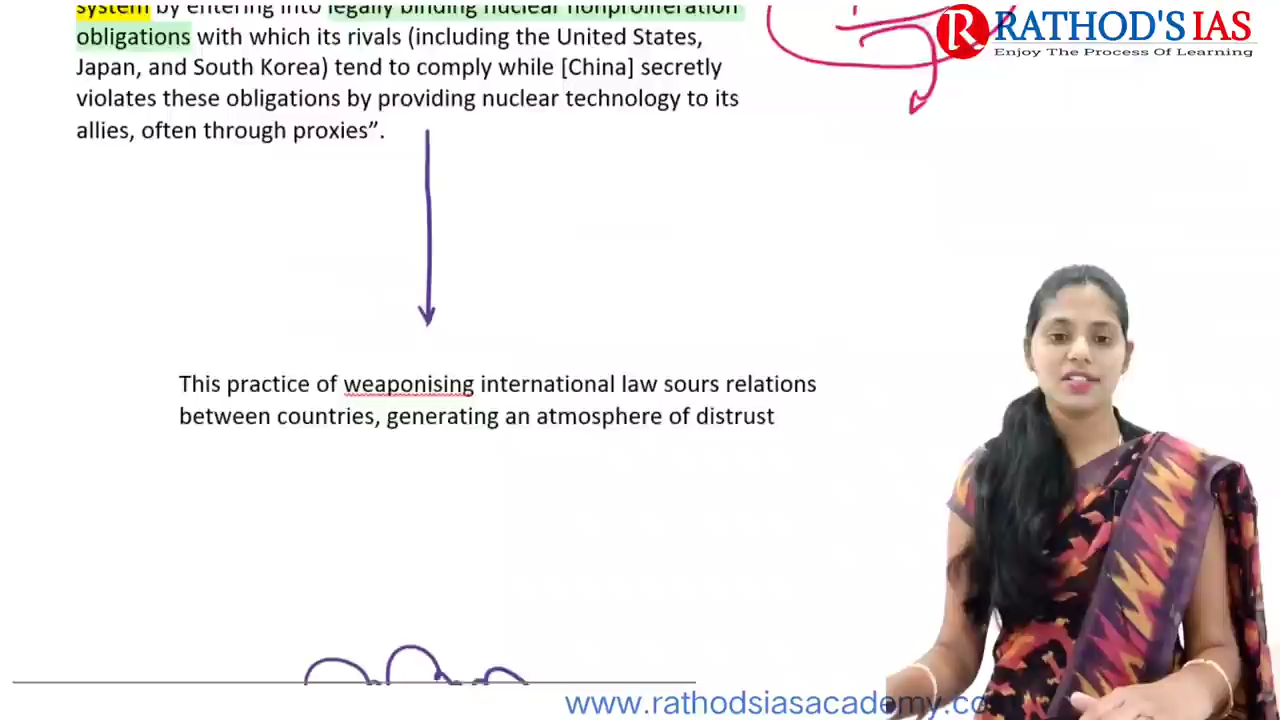 system by entering into legally binding nuclear nonproliferation
obligations with which its rivals (including the United States,
Japan, and South Korea) tend to comply while [China] secretly
violates these obligations by providing nuclear technology to its
allies, often through proxies”.
This practice of weaponising international law sours relations
between countries, generating an atmosphere of distrust
R RATHOD'S IAS
Enjoy The Process Of Learning
www.rathodsiasacademy.co